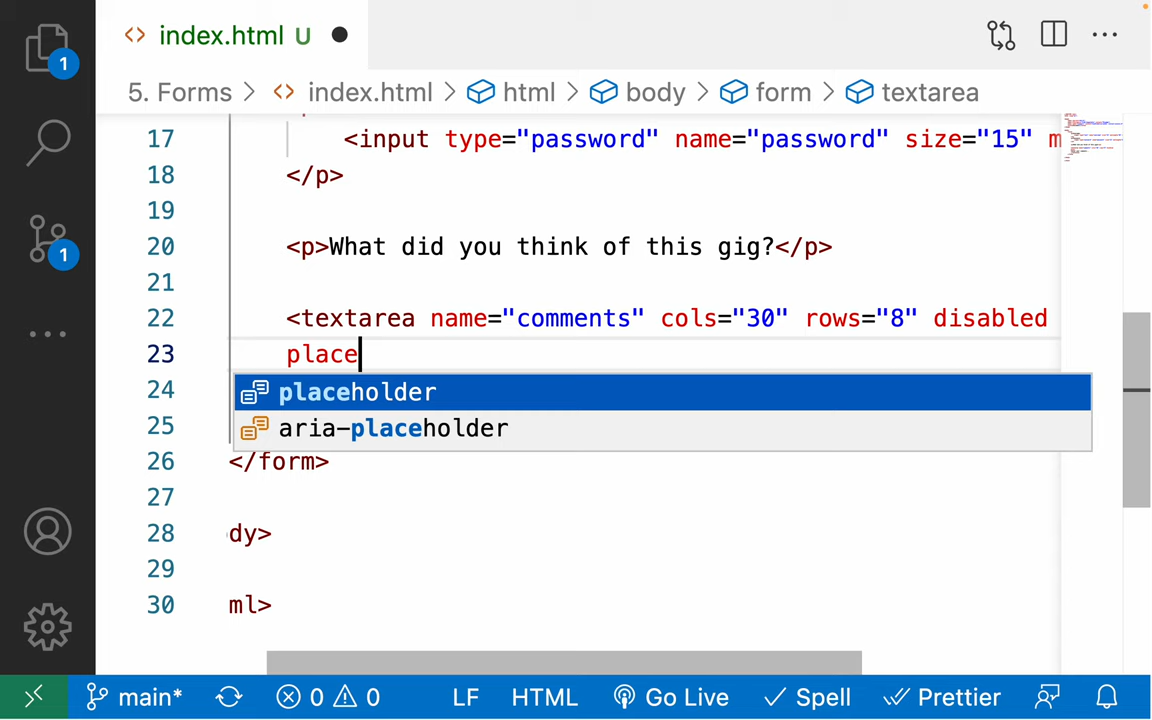 index.html U
5. Forms > index.html > html > body > form > textarea
1
17 <input type="password" name="password" size="15" m
18 </p>
19
20 <p>What did you think of this gig?</p>
21
1
22 <textarea name="comments" cols="30" rows="8" disabled
23 place
24 placeholder
25 aria-placeholder
26 </form>
27
28 dy>
29
30 ml>
main* 0 0 LF HTML Go Live Spell Prettier